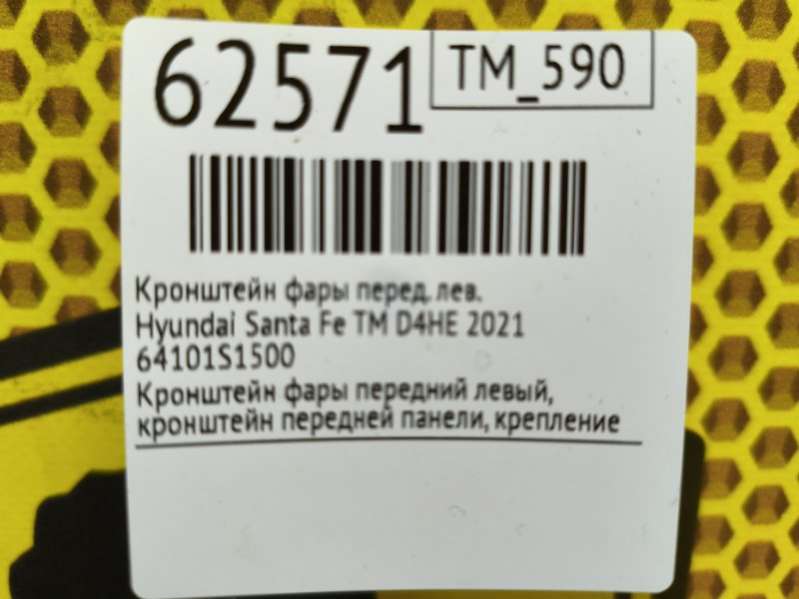 62571
TM_590
Кронштейн фары перед. лев.
Hyundai Santa Fe TM D4HE 2021
64101S1500
Кронштейн фары передний левый,
кронштейн передней панели, крепление